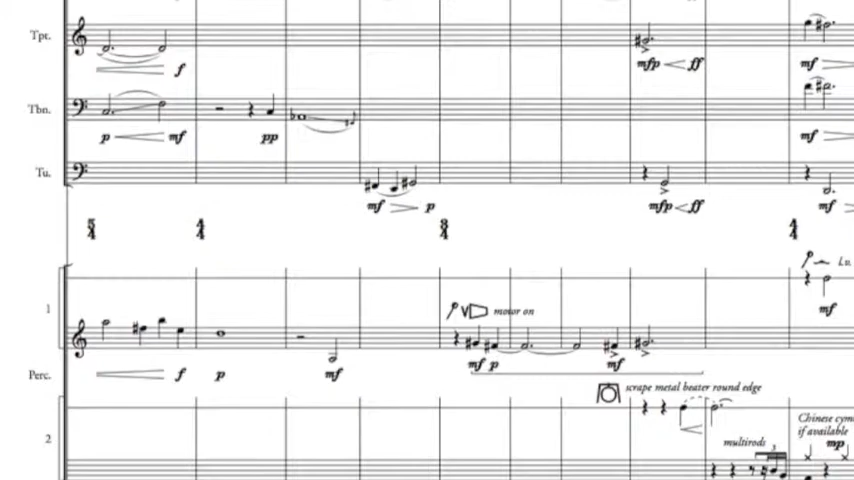 Tpt.
f
mfp ff
mf
Tbn.
p mf
pp
mf
Tu.
mf p
mfp ff
mf
5 4
4 4
3 4
4 4
l.v.
1
motor on
mf
Perc.
f
p
mf
mf p
mf
scrape metal beater round edge
2
Chinese cym
if available
multirods
3
mp